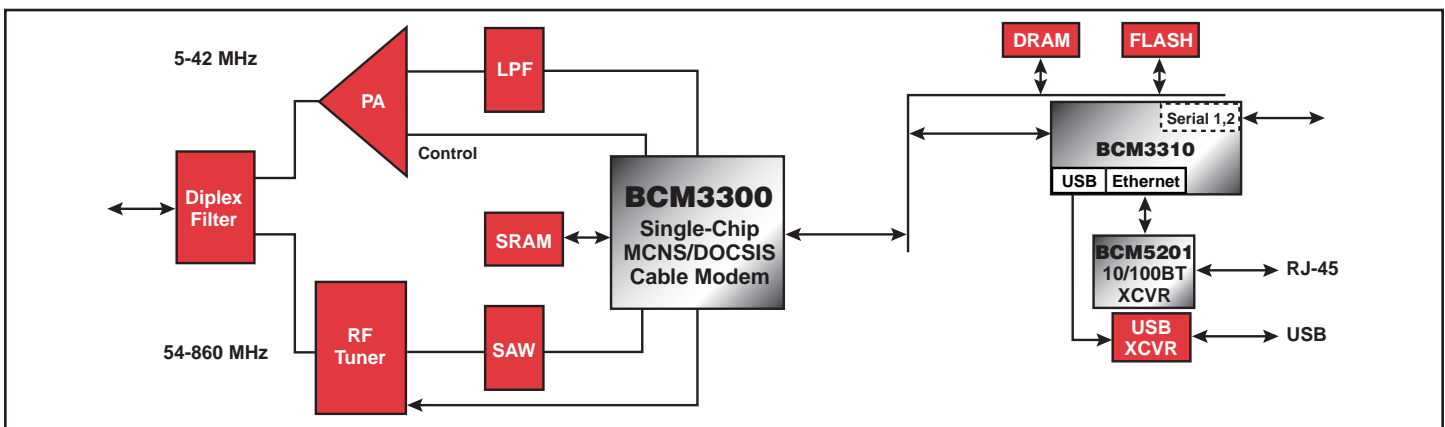 5-42 MHz
PA
LPF
Control
Diplex
Filter
54-860 MHz
RF
Tuner
SAW
SRAM
BCM3300
Single-Chip
MCNS/DOCSIS
Cable Modem
DRAM
FLASH
Serial 1,2
BCM3310
USB
Ethernet
BCM5201
10/100BT
XCVR
RJ-45
USB
XCVR
USB